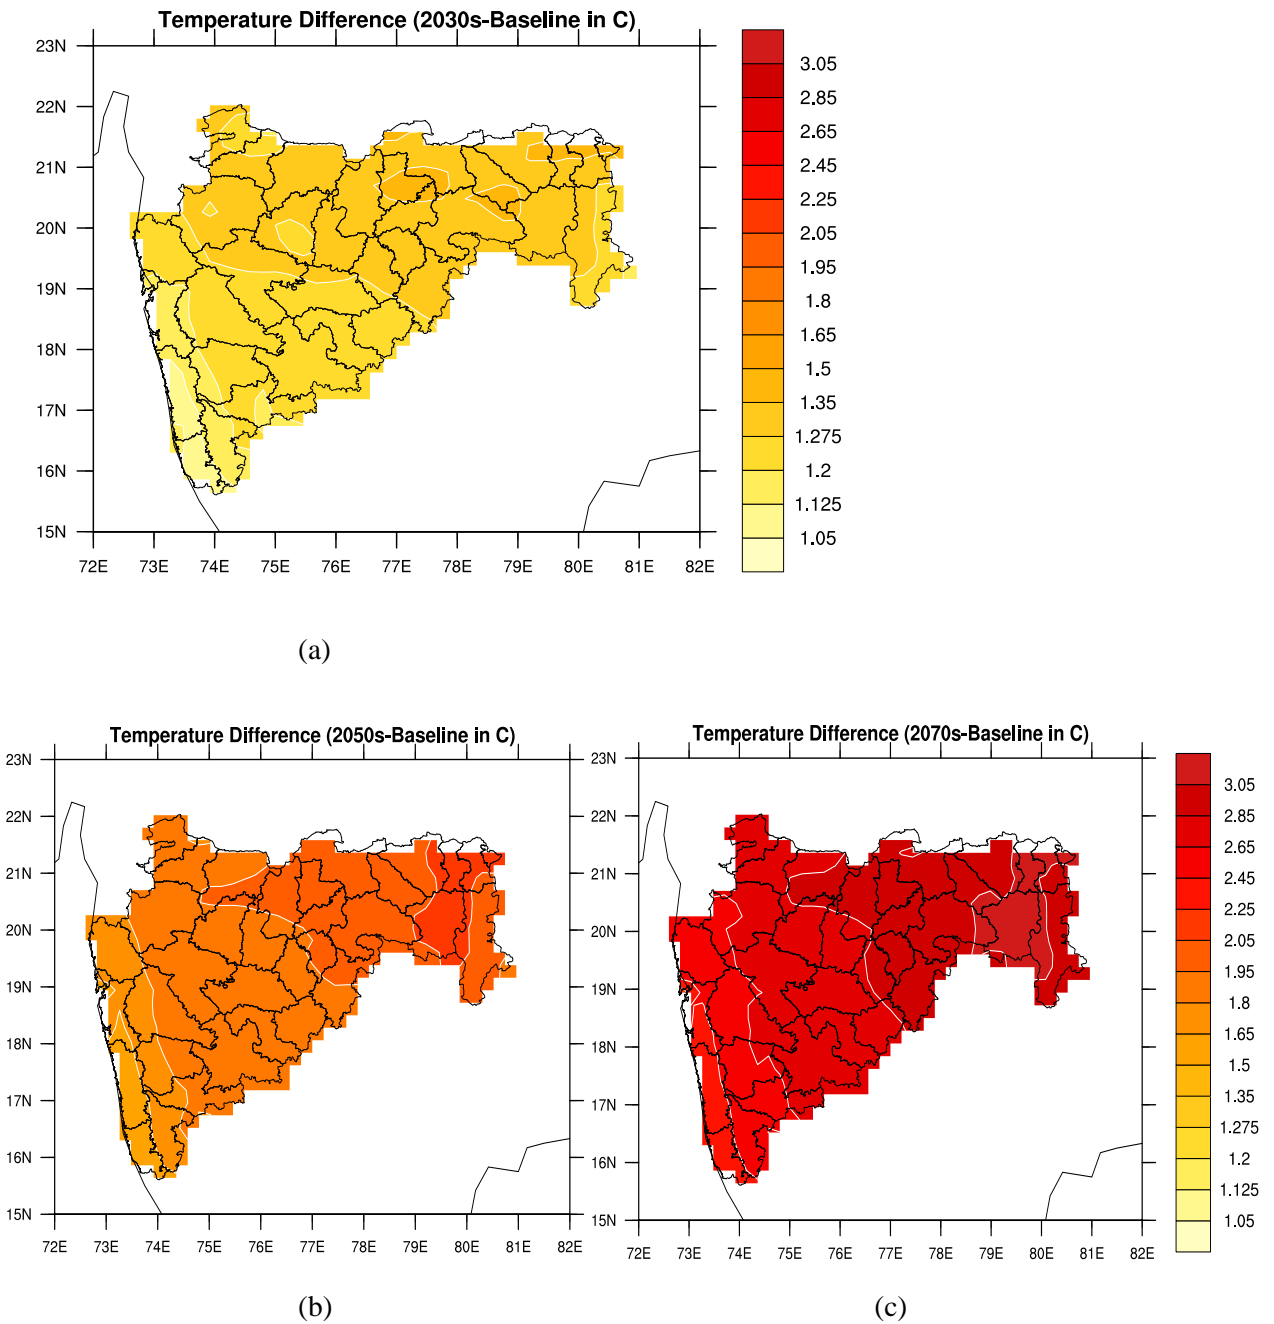 Temperature Difference (2030s-Baseline in C)
23N
22N
21N
20N
19N
18N
17N
16N
15N
72E 73E 74E 75E 76E 77E 78E 79E 80E 81E 82E
3.05
2.85
2.65
2.45
2.25
2.05
1.95
1.8
1.65
1.5
1.35
1.275
1.2
1.125
1.05
(a)
Temperature Difference (2050s-Baseline in C)
23N
22N
21N
20N
19N
18N
17N
16N
15N
72E 73E 74E 75E 76E 77E 78E 79E 80E 81E 82E
(b)
Temperature Difference (2070s-Baseline in C)
23N
22N
21N
20N
19N
18N
17N
16N
15N
72E 73E 74E 75E 76E 77E 78E 79E 80E 81E 82E
3.05
2.85
2.65
2.45
2.25
2.05
1.95
1.8
1.65
1.5
1.35
1.275
1.2
1.125
1.05
(c)